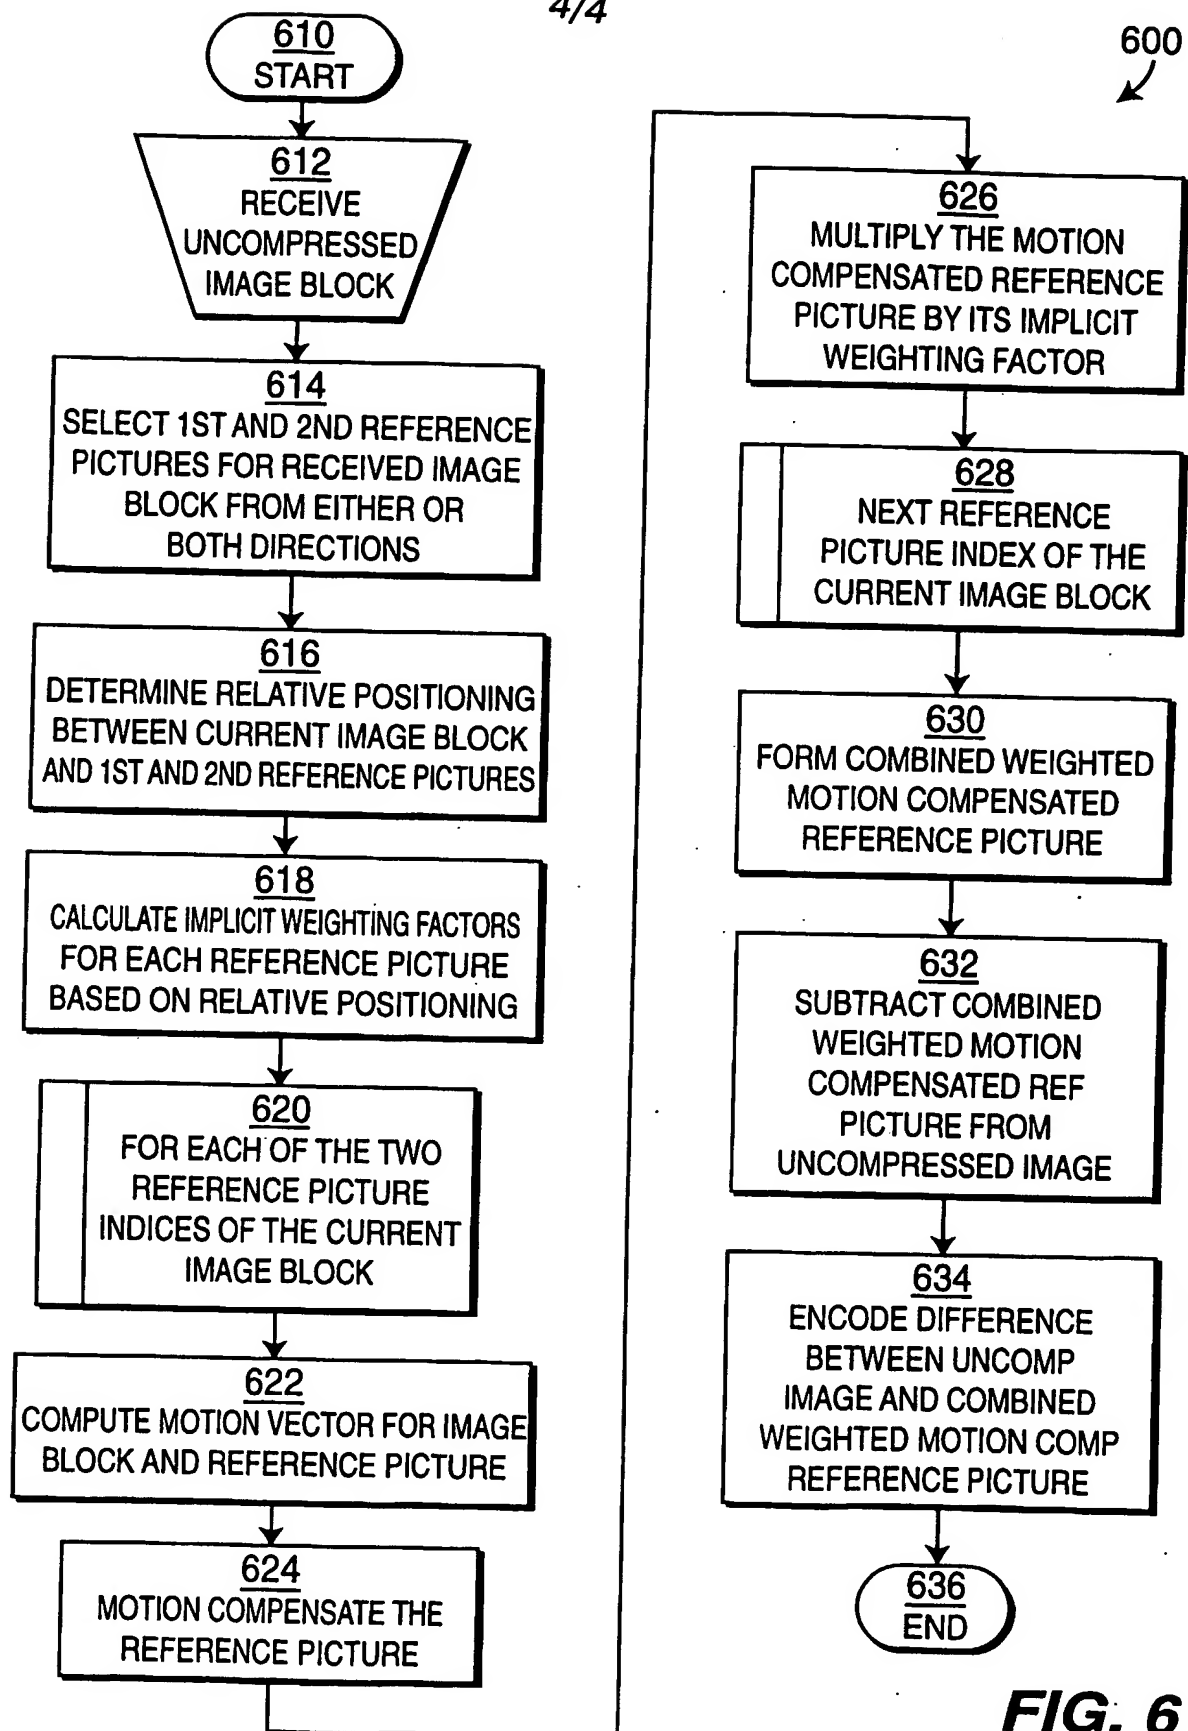 4/4
600
610
START
612
RECEIVE
UNCOMPRESSED
IMAGE BLOCK
614
SELECT 1ST AND 2ND REFERENCE
PICTURES FOR RECEIVED IMAGE
BLOCK FROM EITHER OR
BOTH DIRECTIONS
616
DETERMINE RELATIVE POSITIONING
BETWEEN CURRENT IMAGE BLOCK
AND 1ST AND 2ND REFERENCE PICTURES
618
CALCULATE IMPLICIT WEIGHTING FACTORS
FOR EACH REFERENCE PICTURE
BASED ON RELATIVE POSITIONING
620
FOR EACH OF THE TWO
REFERENCE PICTURE
INDICES OF THE CURRENT
IMAGE BLOCK
622
COMPUTE MOTION VECTOR FOR IMAGE
BLOCK AND REFERENCE PICTURE
624
MOTION COMPENSATE THE
REFERENCE PICTURE
626
MULTIPLY THE MOTION
COMPENSATED REFERENCE
PICTURE BY ITS IMPLICIT
WEIGHTING FACTOR
628
NEXT REFERENCE
PICTURE INDEX OF THE
CURRENT IMAGE BLOCK
630
FORM COMBINED WEIGHTED
MOTION COMPENSATED
REFERENCE PICTURE
632
SUBTRACT COMBINED
WEIGHTED MOTION
COMPENSATED REF
PICTURE FROM
UNCOMPRESSED IMAGE
634
ENCODE DIFFERENCE
BETWEEN UNCOMP
IMAGE AND COMBINED
WEIGHTED MOTION COMP
REFERENCE PICTURE
636
END
FIG. 6